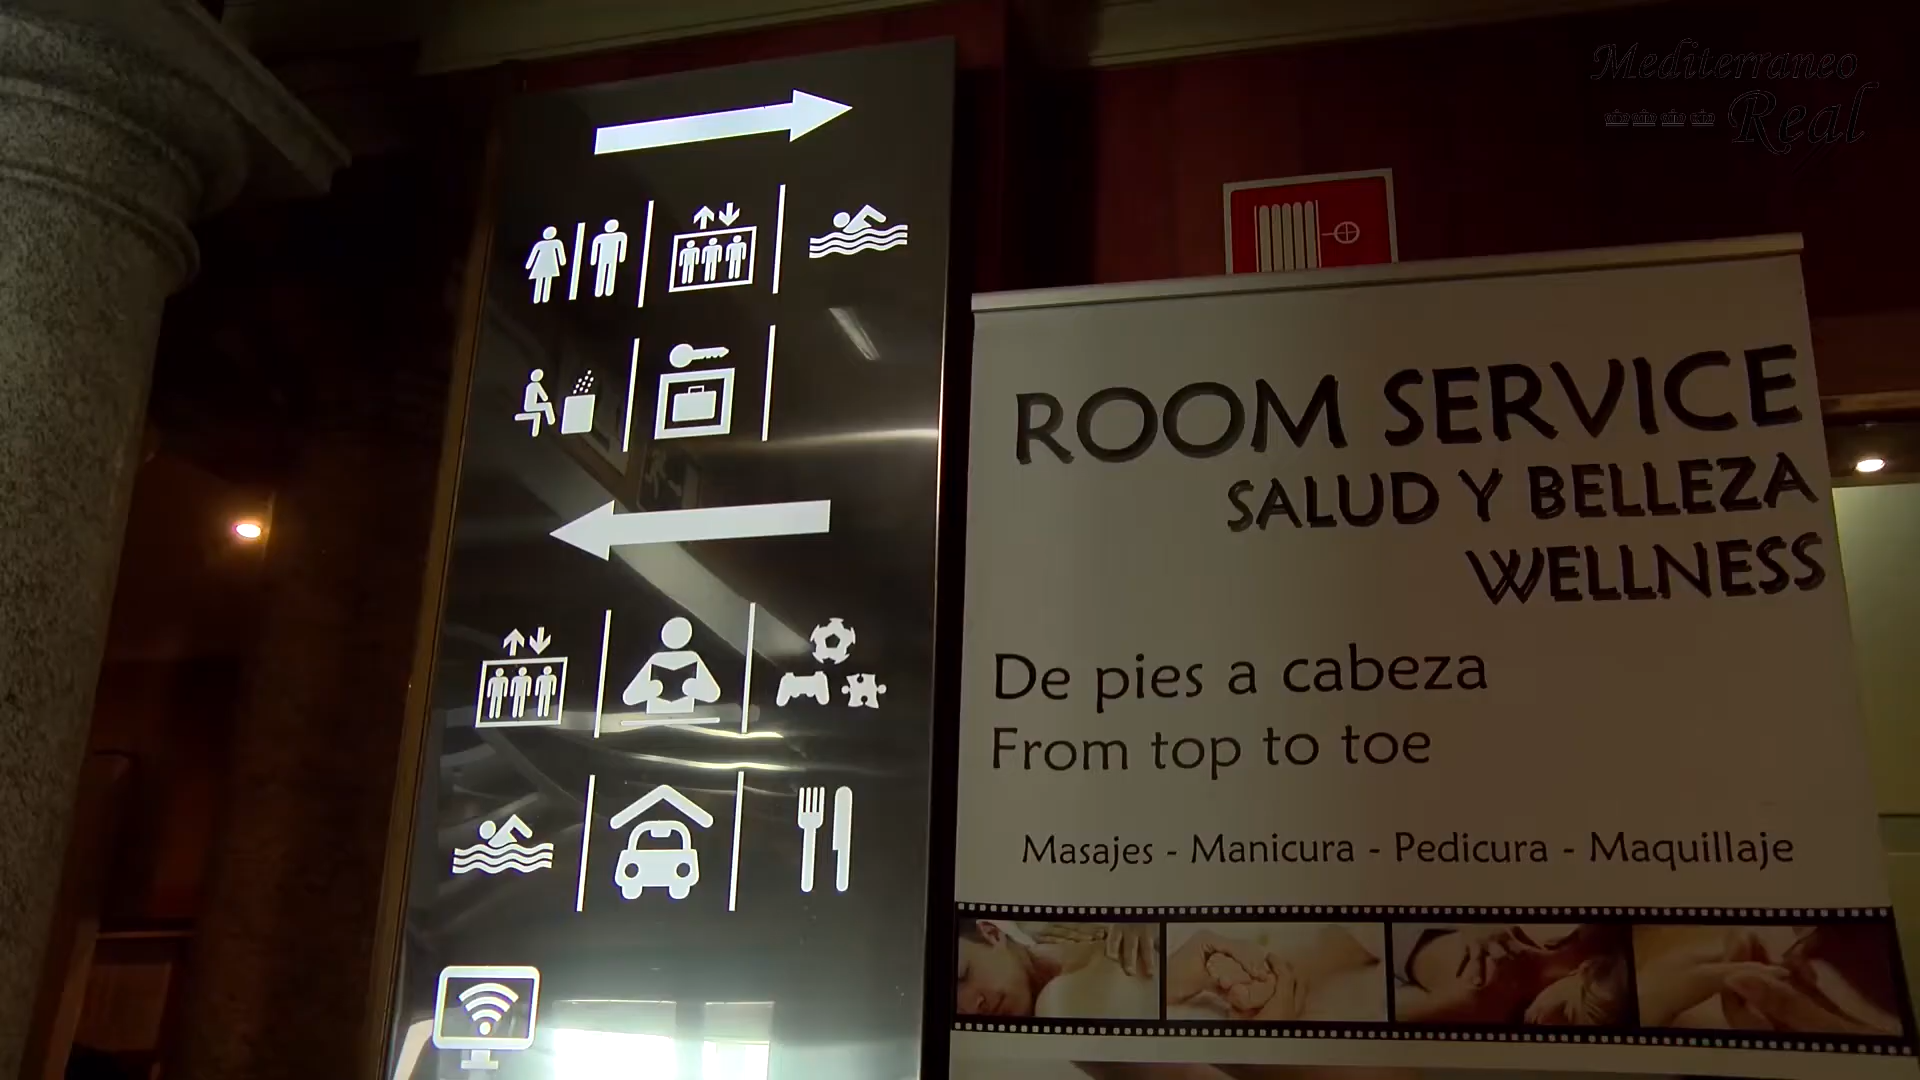 Mediterraneo
Real
ROOM SERVICE
SALUD Y BELLEZA
WELLNESS
De pies a cabeza
From top to toe
Masajes - Manicura - Pedicura - Maquillaje